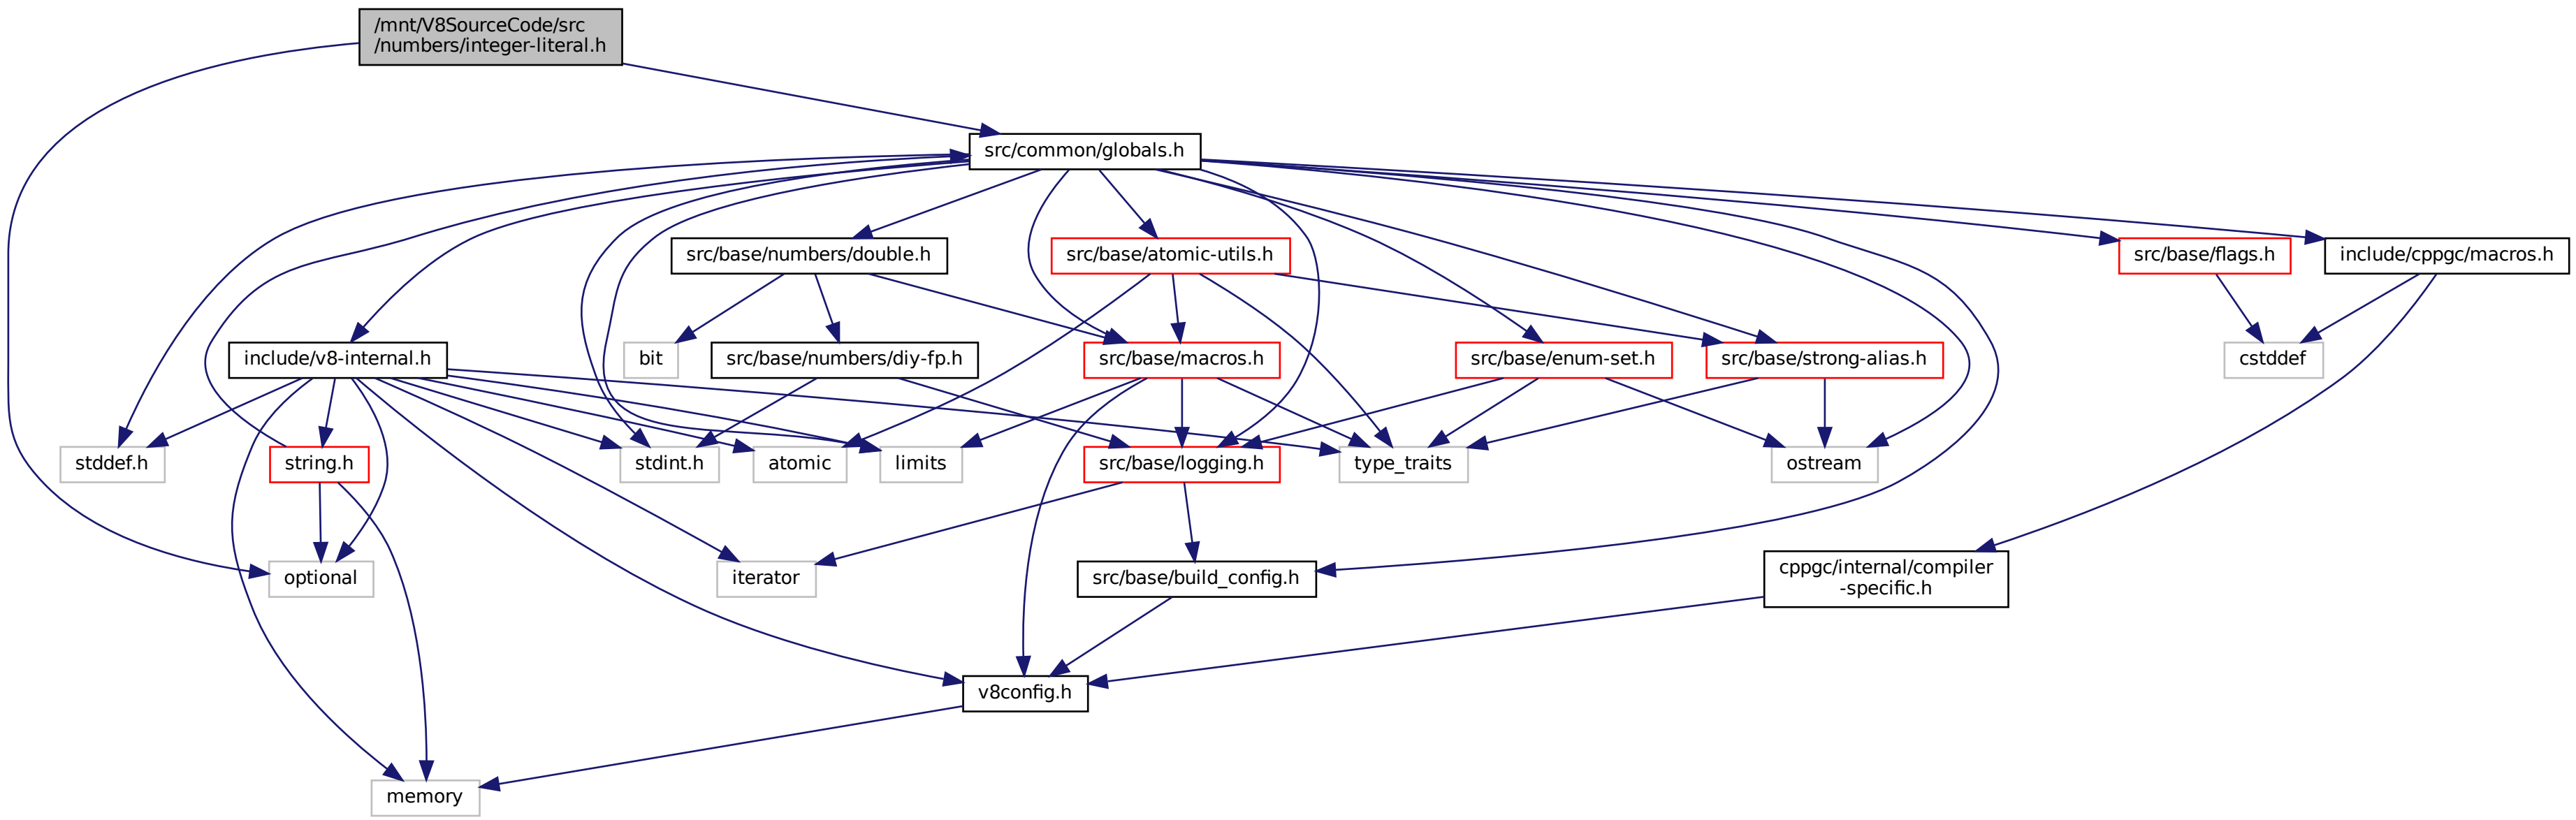 /mnt/V8SourceCode/src
/numbers/integer-literal.h
src/common/globals.h
src/base/numbers/double.h
src/base/atomic-utils.h
src/base/flags.h
include/cppgc/macros.h
include/v8-internal.h
bit
src/base/numbers/diy-fp.h
src/base/macros.h
src/base/enum-set.h
src/base/strong-alias.h
cstddef
stddef.h
string.h
stdint.h
atomic
limits
src/base/logging.h
type_traits
ostream
optional
iterator
src/base/build_config.h
cppgc/internal/compiler
-specific.h
v8config.h
memory